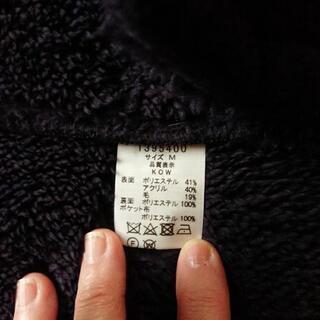 1395400
サイズ M
品質表示
KOW
表面 ポリエステル 41%
アクリル 40%
毛 19%
裏面 ポリエステル 100%
ポケット布
ポリエステル 100%
F